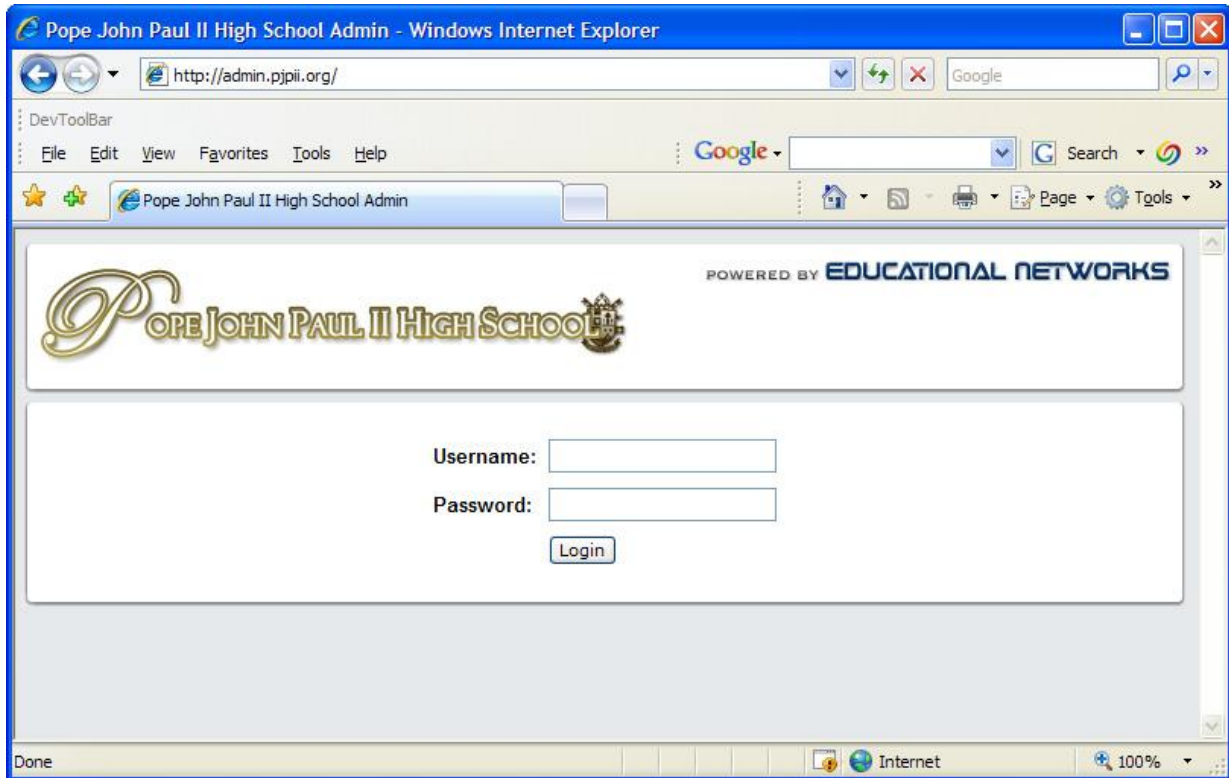 Pope John Paul II High School Admin - Windows Internet Explorer
http://admin.pjpii.org/
Google
DevToolBar
File Edit View Favorites Tools Help
Google
G Search
Pope John Paul II High School Admin
Page Tools
POWERED BY EDUCATIONAL NETWORKS
POPE JOHN PAUL II HIGH SCHOOL
Username:
Password:
Login
Done
Internet
100%